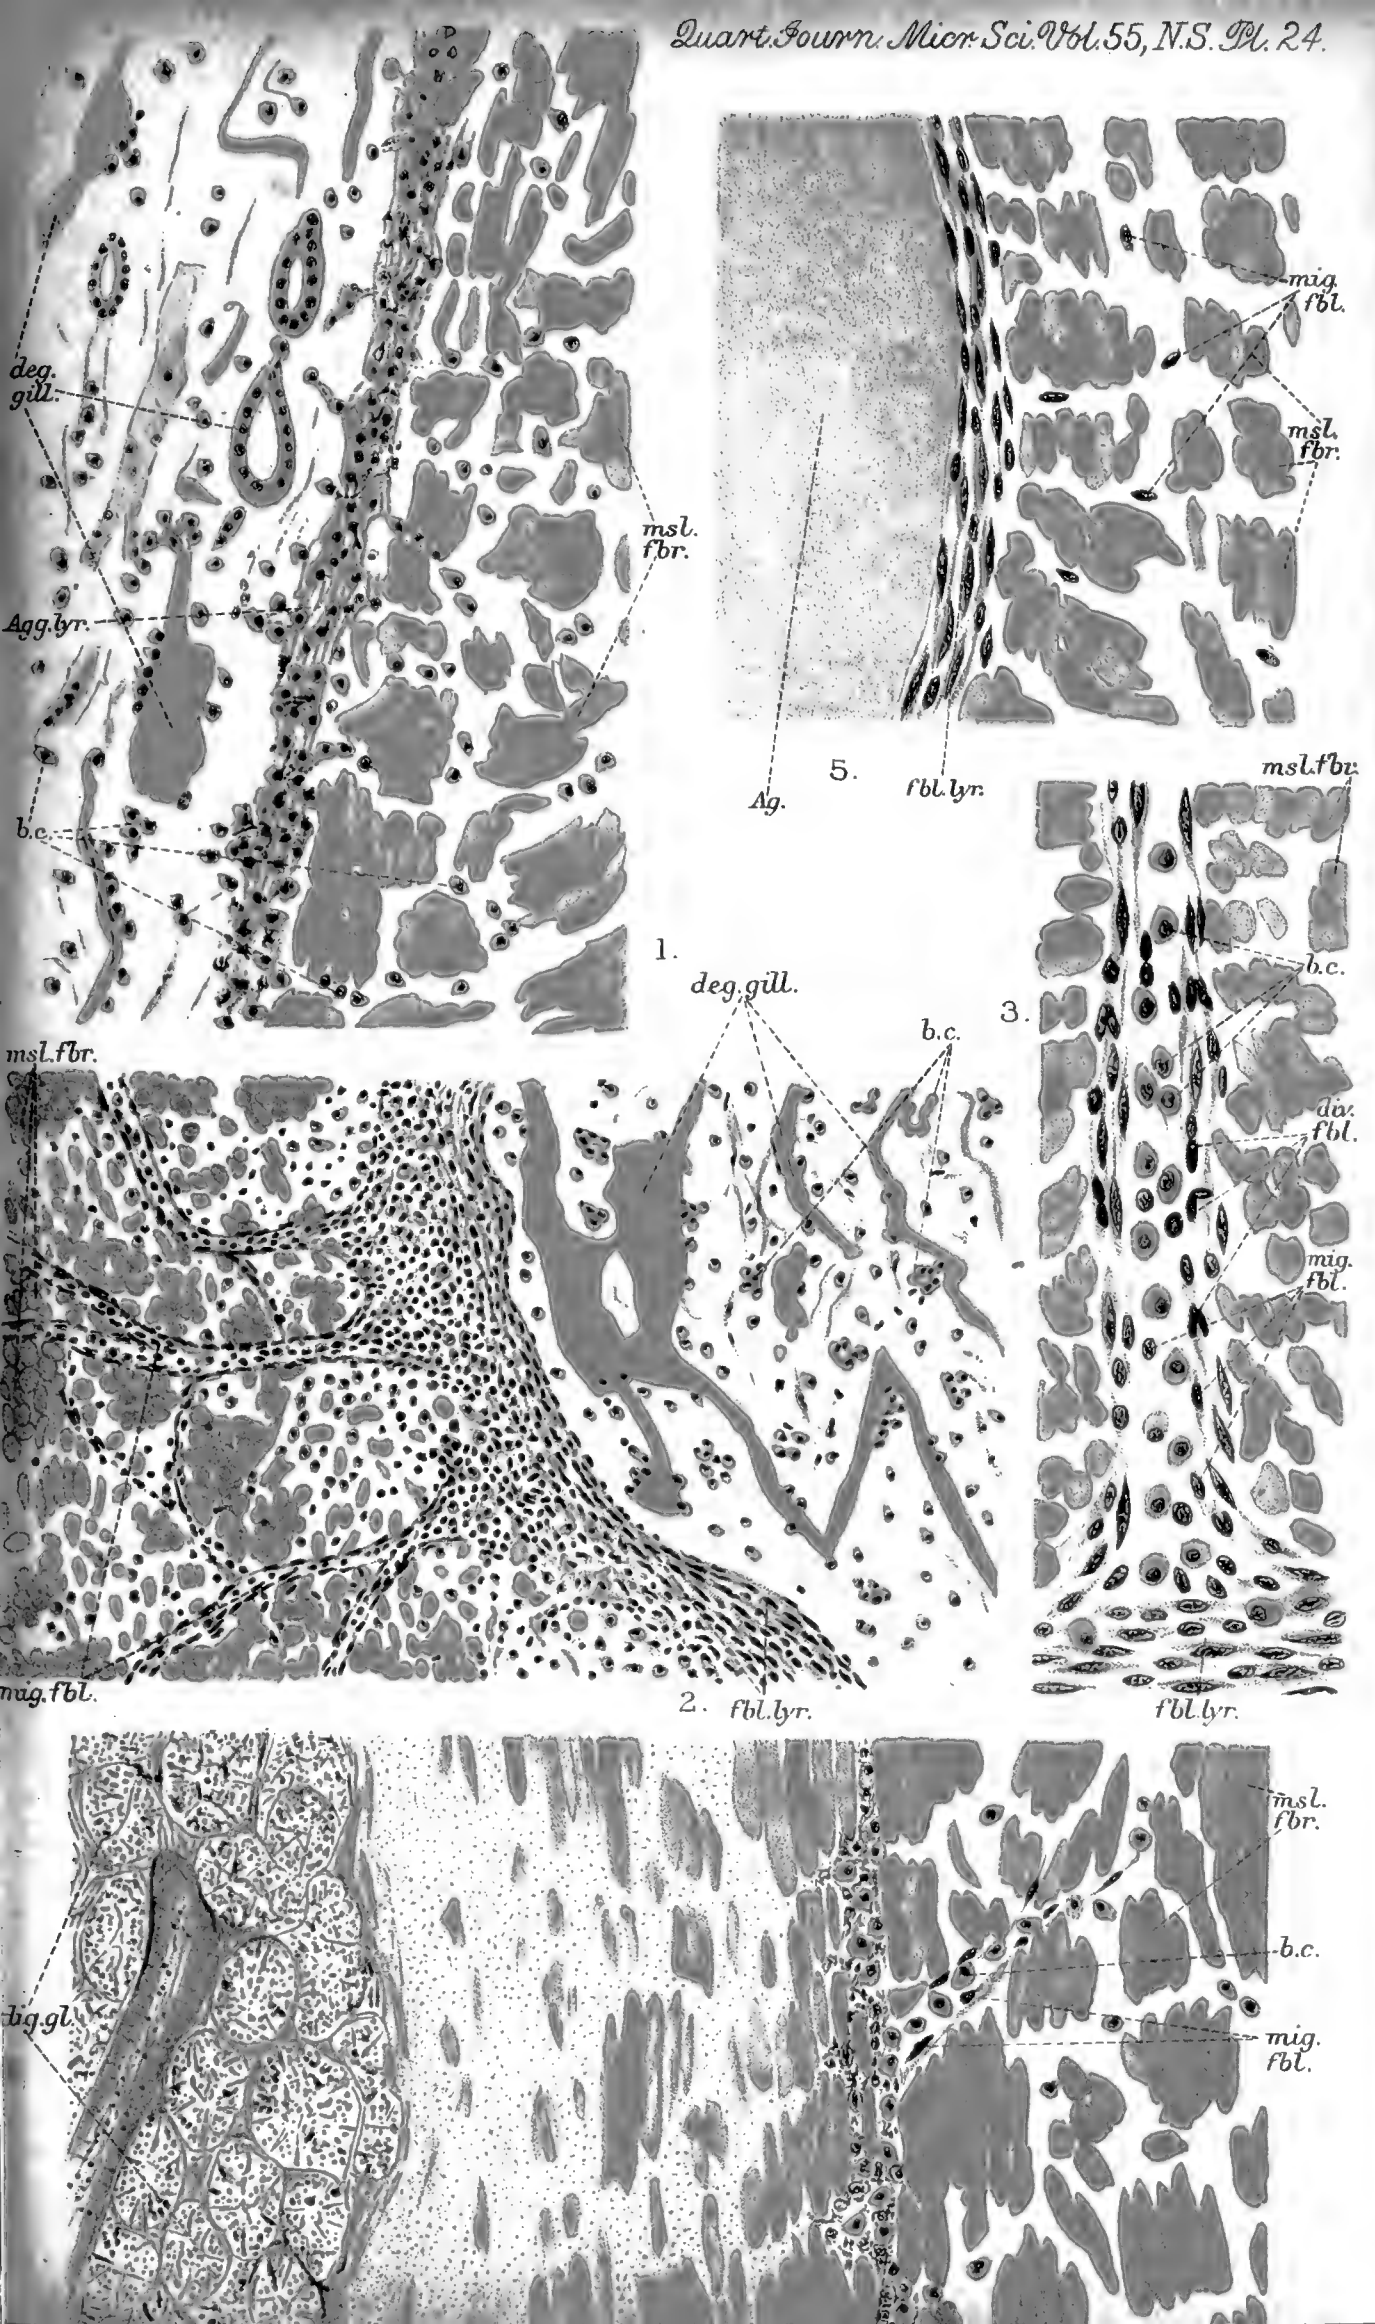 Quart. Journ. Micr. Sci. Vol. 55, N.S. Pl. 24.
deg.
gill.
Agg.lyr.
b.c.
msl.
fbr.
1.
mig.
fbl.
msl.
fbr.
5.
Ag.
fbl.lyr.
msl.fbr.
3.
b.c.
div.
fbl.
mig.
fbl.
fbl.lyr.
msl.fbr.
deg.gill.
b.c.
mig.fbl.
2.
fbl.lyr.
dig.gl.
msl.
fbr.
b.c.
mig.
fbl.